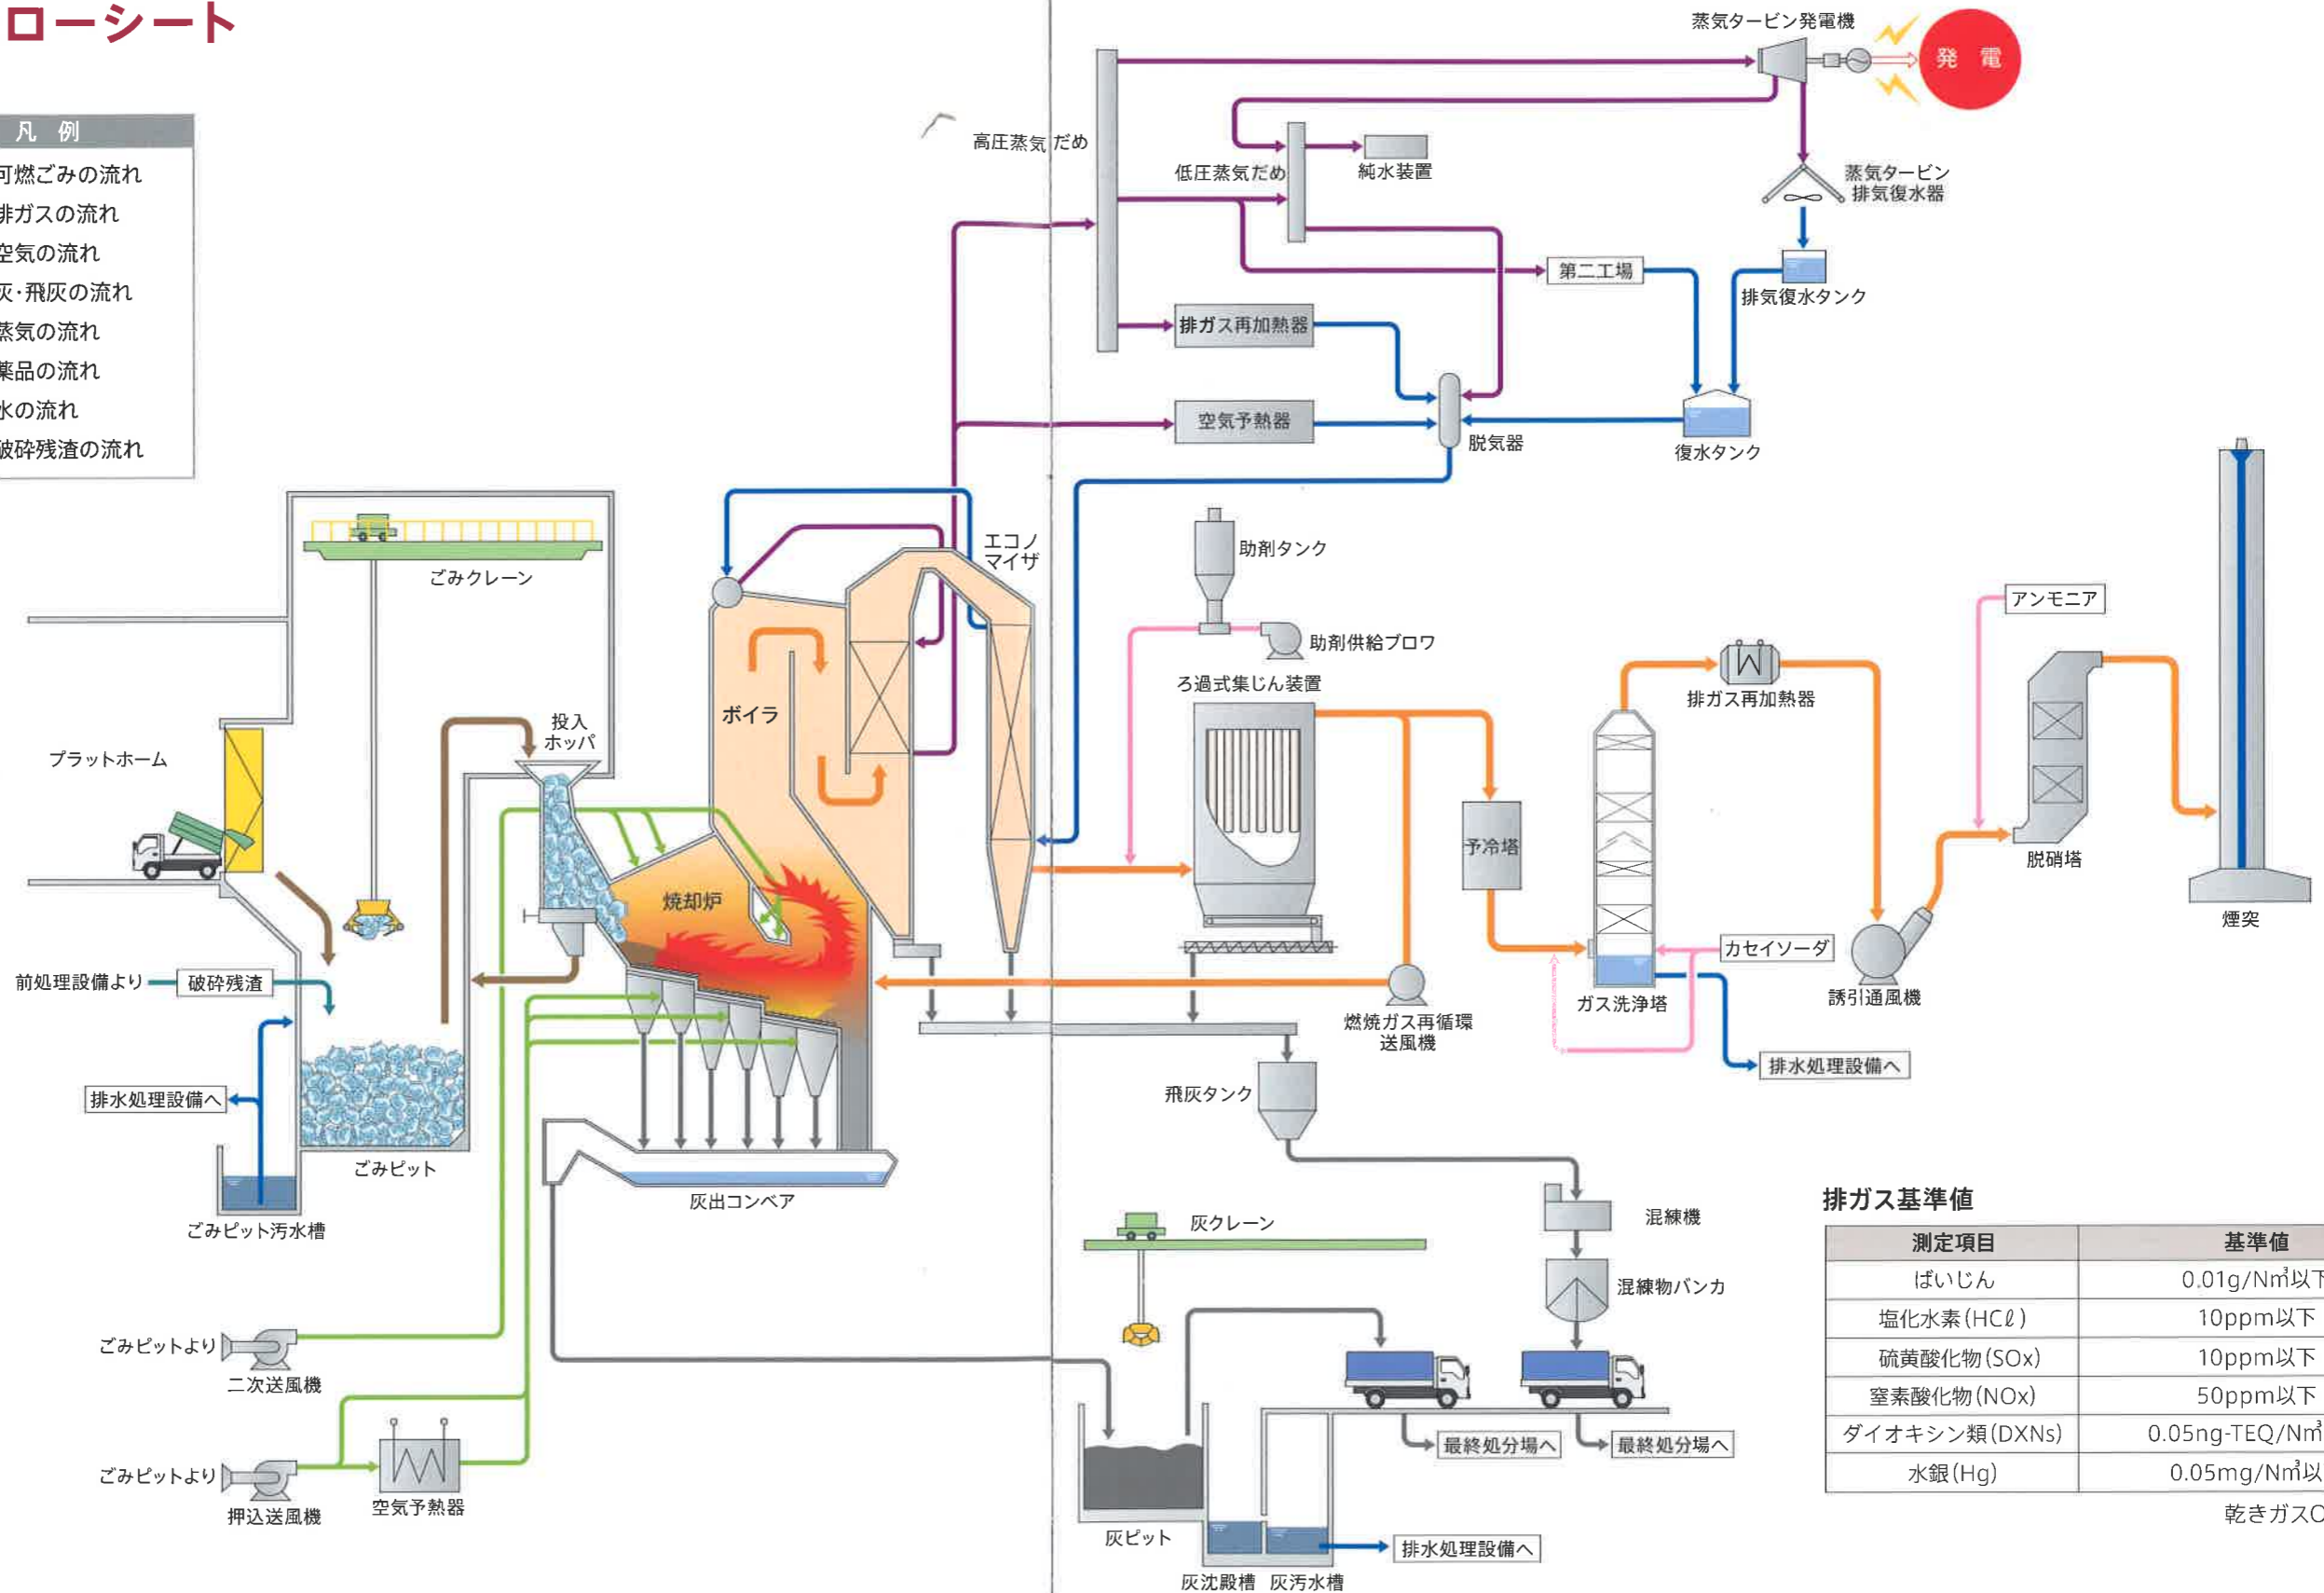 ローシート
凡 例
可燃ごみの流れ
排ガスの流れ
空気の流れ
灰・飛灰の流れ
蒸気の流れ
薬品の流れ
水の流れ
破砕残渣の流れ
蒸気タービン発電機
発 電
高圧蒸気だめ
低圧蒸気だめ
純水装置
蒸気タービン
排気復水器
第二工場
排気復水タンク
排ガス再加熱器
空気予熱器
脱気器
復水タンク
ごみクレーン
エコノ
マイザ
助剤タンク
助剤供給ブロワ
ろ過式集じん装置
アンモニア
排ガス再加熱器
プラットホーム
投入
ホッパ
ボイラ
予冷塔
脱硝塔
煙突
焼却炉
カセイソーダ
前処理設備より
破砕残渣
ガス洗浄塔
誘引通風機
燃焼ガス再循環
送風機
排水処理設備へ
排水処理設備へ
飛灰タンク
ごみピット
灰出コンベア
ごみピット汚水槽
灰クレーン
混練機
混練物バンカ
ごみピットより
二次送風機
ごみピットより
押込送風機
空気予熱器
最終処分場へ
最終処分場へ
灰ピット
排水処理設備へ
灰沈殿槽
灰汚水槽
排ガス基準値
測定項目 基準値
ばいじん 0.01g/N㎥以下
塩化水素(HCℓ) 10ppm以下
硫黄酸化物(SOx) 10ppm以下
窒素酸化物(NOx) 50ppm以下
ダイオキシン類(DXNs) 0.05ng-TEQ/N㎥
水銀(Hg) 0.05mg/N㎥以
乾きガスO